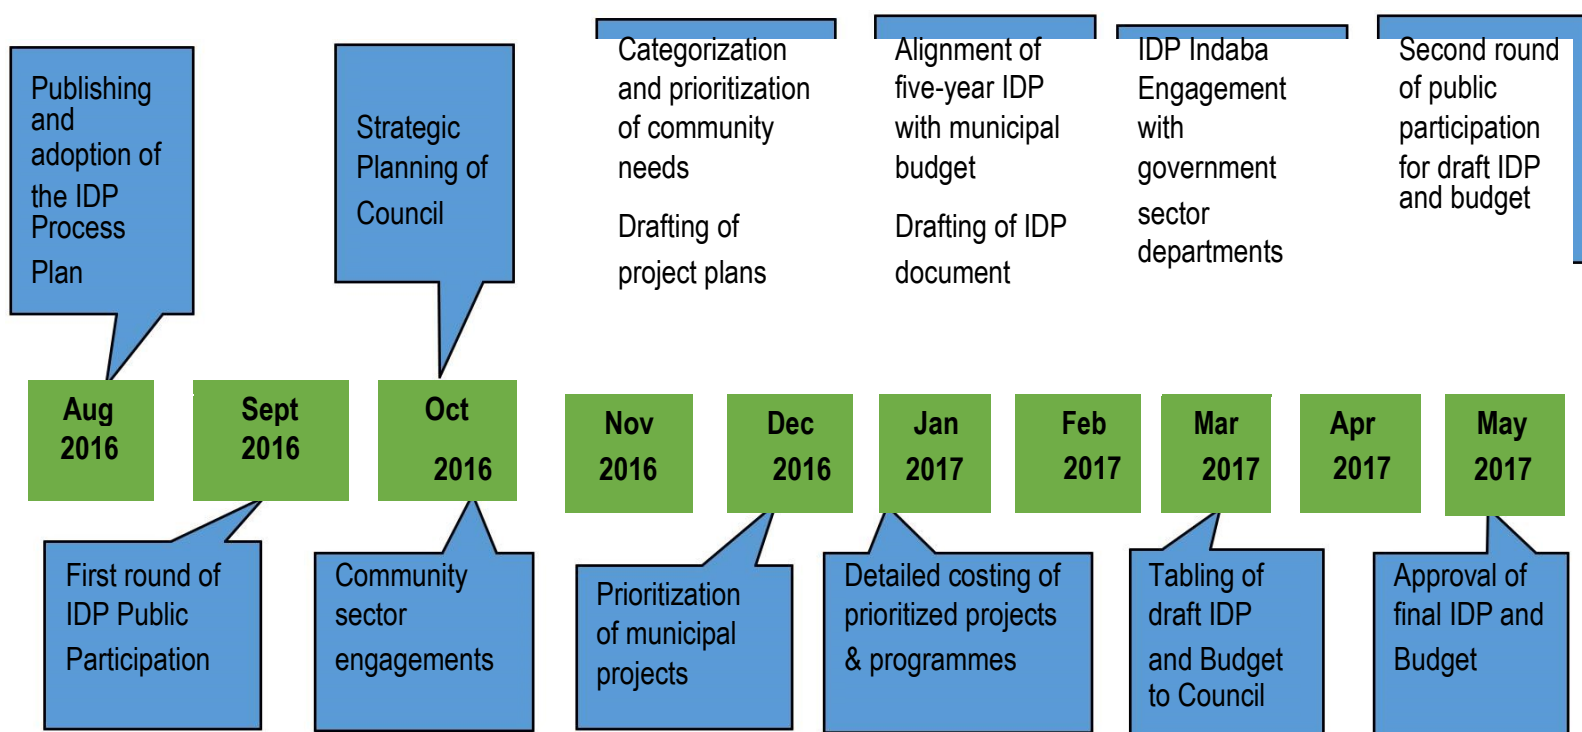 Publishing
and
adoption of
the IDP
Process
Plan
Strategic
Planning of
Council
Categorization
and prioritization
of community
needs
Drafting of
project plans
Alignment of
five-year IDP
with municipal
budget
Drafting of IDP
document
IDP Indaba
Engagement
with
government
sector
departments
Second round
of public
participation
for draft IDP
and budget
Aug
2016
Sept
2016
Oct
2016
Nov
2016
Dec
2016
Jan
2017
Feb
2017
Mar
2017
Apr
2017
May
2017
First round of
IDP Public
Participation
Community
sector
engagements
Prioritization
of municipal
projects
Detailed costing of
prioritized projects
& programmes
Tabling of
draft IDP
and Budget
to Council
Approval of
final IDP and
Budget